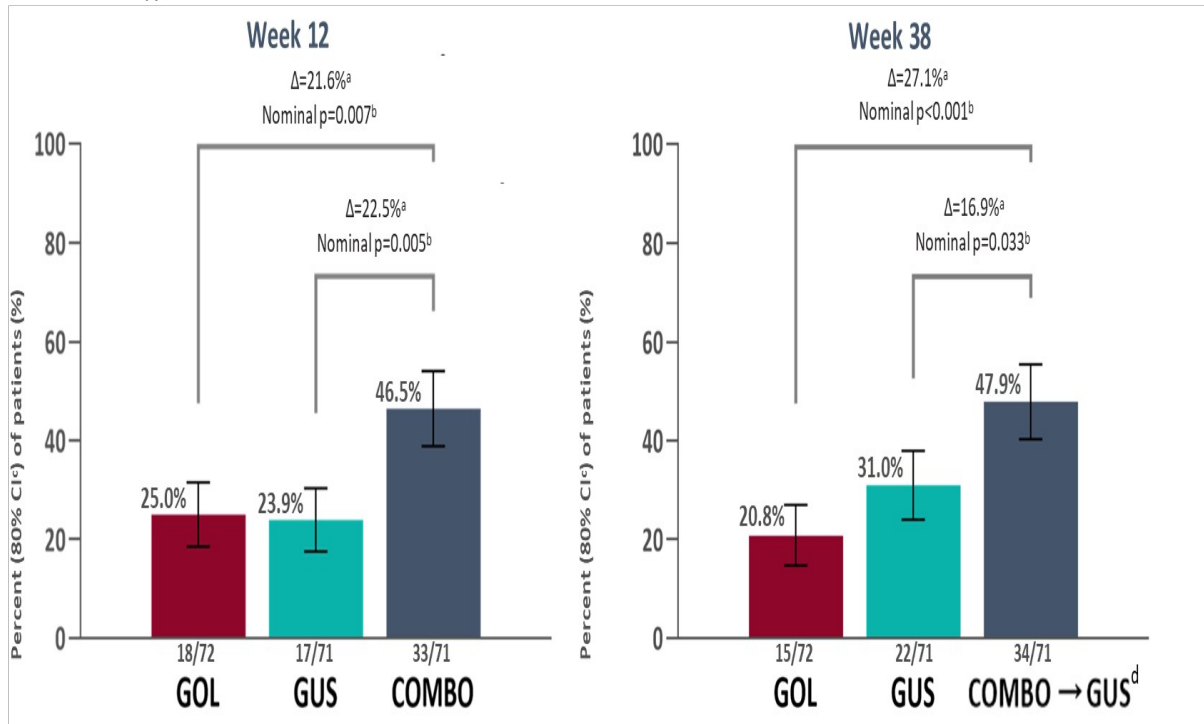 Week 12
Δ=21.6%ᵃ
Nominal p=0.007ᵇ
Δ=22.5%ᵃ
Nominal p=0.005ᵇ
Percent (80% CIᶜ) of patients (%)
100
80
60
40
20
0
25.0%
23.9%
46.5%
18/72
17/71
33/71
GOL
GUS
COMBO
Week 38
Δ=27.1%ᵃ
Nominal p<0.001ᵇ
Δ=16.9%ᵃ
Nominal p=0.033ᵇ
Percent (80% CIᶜ) of patients (%)
100
80
60
40
20
0
20.8%
31.0%
47.9%
15/72
22/71
34/71
GOL
GUS
COMBO → GUSᵈ